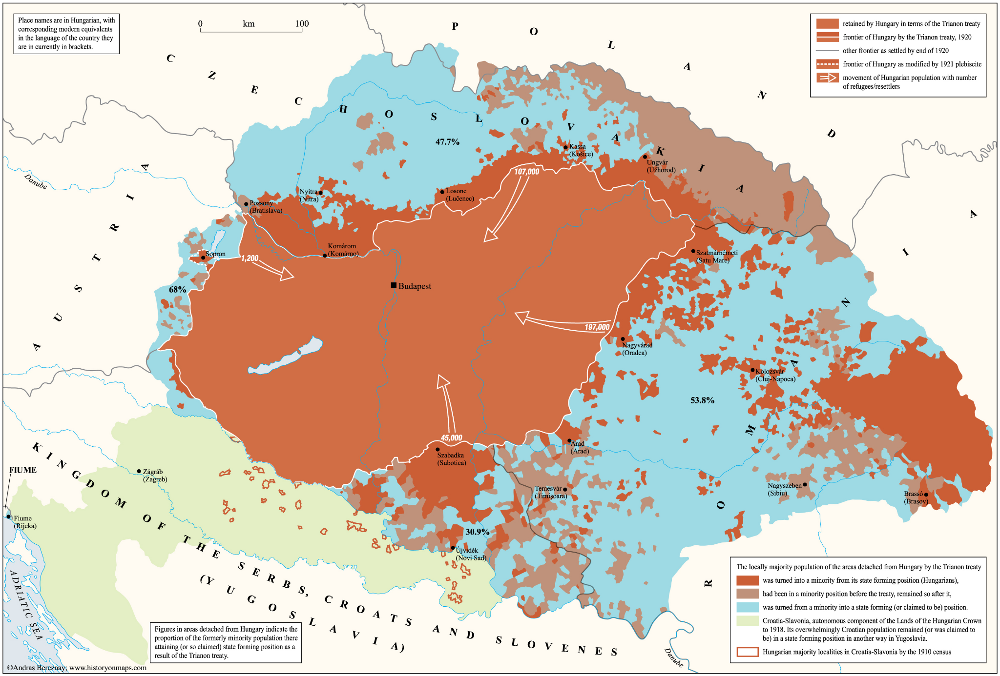 Place names are in Hungarian, with
corresponding modern equivalents
in the language of the country they
are in currently in brackets.
0 km 100
retained by Hungary in terms of the Trianon treaty
frontier of Hungary by the Trianon treaty, 1920
other frontier as settled by end of 1920
frontier of Hungary as modified by 1921 plebiscite
movement of Hungarian population with number
of refugees/resettlers
POLAND
CZECHOSLOVAKIA
AUSTRIA
ROMANIA
Danube
47.7%
Kassa
(Košice)
Ungvár
(Užhorod)
107,000
Nyitra
(Nitra)
Losonc
(Lučenec)
Pozsony
(Bratislava)
Komárom
(Komárno)
Sopron
1,200
Szatmárnémeti
(Satu Mare)
Budapest
68%
197,000
Nagyvárad
(Oradea)
Kolozsvár
(Cluj-Napoca)
53.8%
45,000
Szabadka
(Subotica)
Arad
(Arad)
FIUME
Zágráb
(Zagreb)
Temesvár
(Timişoara)
Nagyszeben
(Sibiu)
Brassó
(Braşov)
Fiume
(Rijeka)
30.9%
Újvidék
(Novi Sad)
KINGDOM OF THE SERBS, CROATS AND SLOVENES
(YUGOSLAVIA)
ADRIATIC SEA
Danube
The locally majority population of the areas detached from Hungary by the Trianon treaty
was turned into a minority from its state forming position (Hungarians),
had been in a minority position before the treaty, remained so after it,
was turned from a minority into a state forming (or claimed to be) position.
Croatia-Slavonia, autonomous component of the Lands of the Hungarian Crown
to 1918. Its overwhelmingly Croatian population remained (or was claimed to
be) in a state forming position in another way in Yugoslavia.
Hungarian majority localities in Croatia-Slavonia by the 1910 census
Figures in areas detached from Hungary indicate the
proportion of the formerly minority population there
attaining (or so claimed) state forming position as a
result of the Trianon treaty.
©Andras Bereznay; www.historyonmaps.com